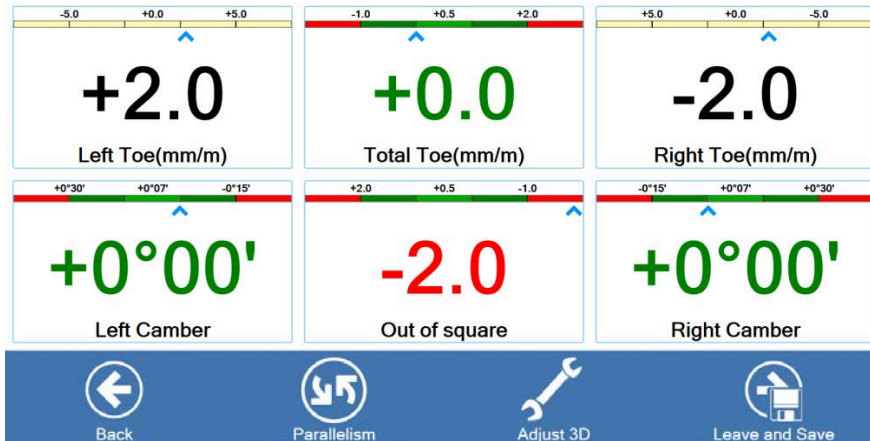 -5.0 +0.0 +5.0
+2.0
Left Toe(mm/m)
-1.0 +0.5 +2.0
+0.0
Total Toe(mm/m)
+5.0 +0.0 -5.0
-2.0
Right Toe(mm/m)
+0°30' +0°07' -0°15'
+0°00'
Left Camber
+2.0 +0.5 -1.0
-2.0
Out of square
-0°15' +0°07' +0°30'
+0°00'
Right Camber
Back
Parallelism
Adjust 3D
Leave and Save